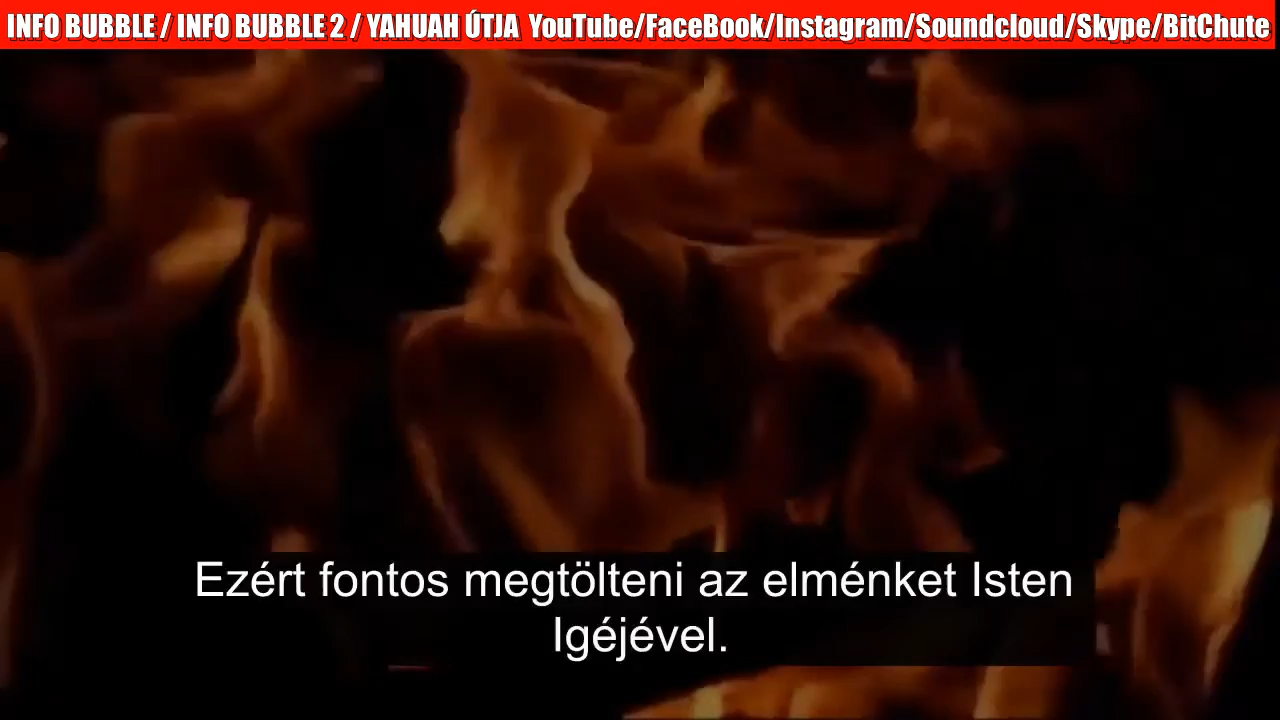 INFO BUBBLE / INFO BUBBLE 2 / YAHUAH ÚTJA YouTube/FaceBook/Instagram/Soundcloud/Skype/BitChute
Ezért fontos megtölteni az elménket Isten
Igéjével.